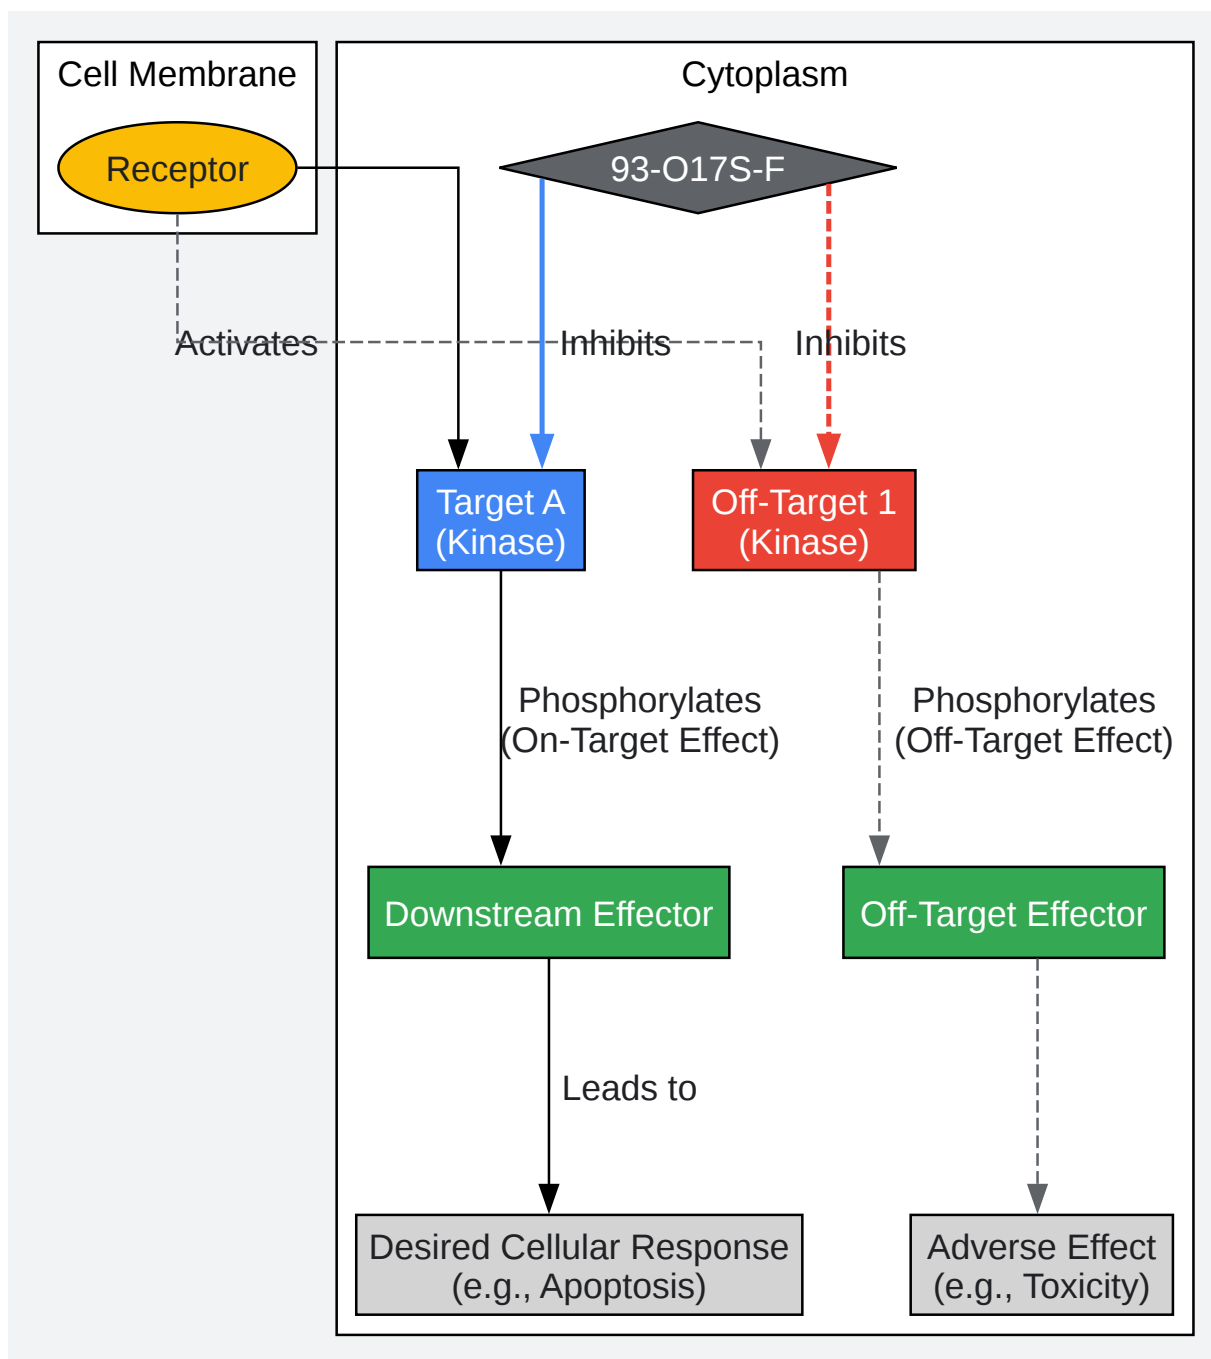 Cell Membrane
Cytoplasm
Receptor
93-O17S-F
Activates
Inhibits
Inhibits
Target A
(Kinase)
Off-Target 1
(Kinase)
Phosphorylates
(On-Target Effect)
Phosphorylates
(Off-Target Effect)
Downstream Effector
Off-Target Effector
Leads to
Desired Cellular Response
(e.g., Apoptosis)
Adverse Effect
(e.g., Toxicity)